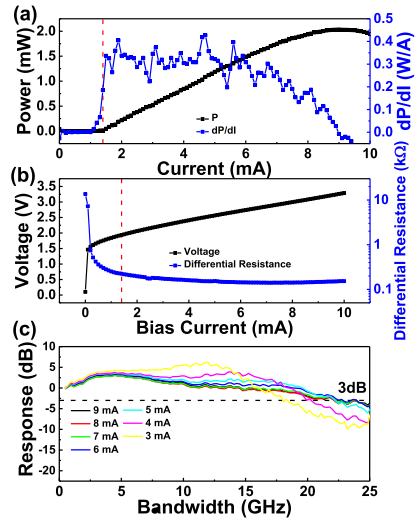 (a)
Power (mW)
2.0
1.5
1.0
0.5
0.0
P
dP/dI
0.5
0.4
0.3
0.2
0.1
0.0
dP/dI (W/A)
0 2 4 6 8 10
Current (mA)
(b)
Voltage (V)
3.5
3.0
2.5
2.0
1.5
1.0
0.5
0.0
Voltage
Differential Resistance
10
1
0.1
Differential Resistance (kΩ)
0 2 4 6 8 10
Bias Current (mA)
(c)
Response (dB)
10
5
0
-5
-10
-15
-20
3dB
9 mA 5 mA
8 mA 4 mA
7 mA 3 mA
6 mA
0 5 10 15 20 25
Bandwidth (GHz)